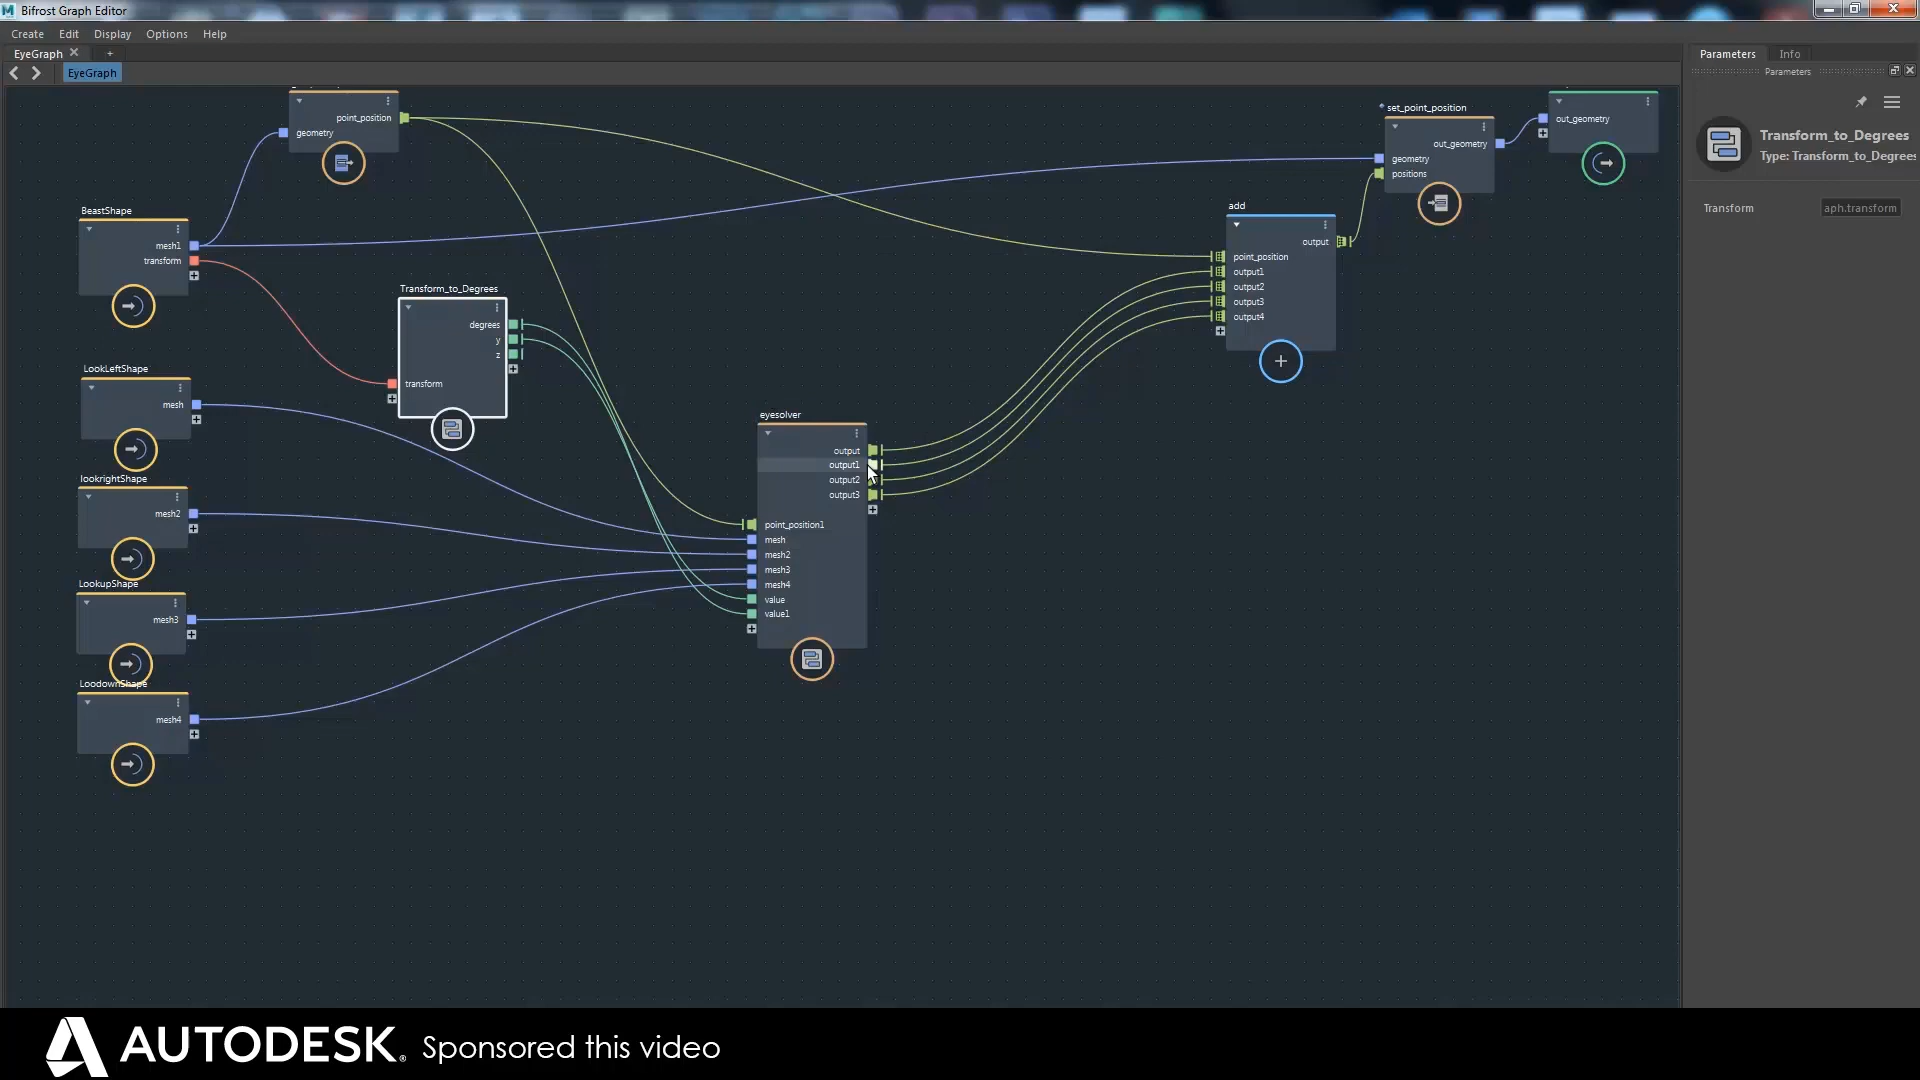 Bifrost Graph Editor
Create Edit Display Options Help
EyeGraph
EyeGraph
point_position
geometry
BeastShape
mesh1
transform
Transform_to_Degrees
degrees
y
z
transform
LookLeftShape
mesh
lookrightShape
mesh2
LookupShape
mesh3
LoodownShape
mesh4
eyesolver
output
output1
output2
output3
point_position1
mesh
mesh2
mesh3
mesh4
value
value1
add
output
point_position
output1
output2
output3
output4
set_point_position
out_geometry
geometry
positions
out_geometry
Parameters Info
Parameters
Transform_to_Degrees
Type: Transform_to_Degrees
Transform aph.transform
AUTODESK. Sponsored this video